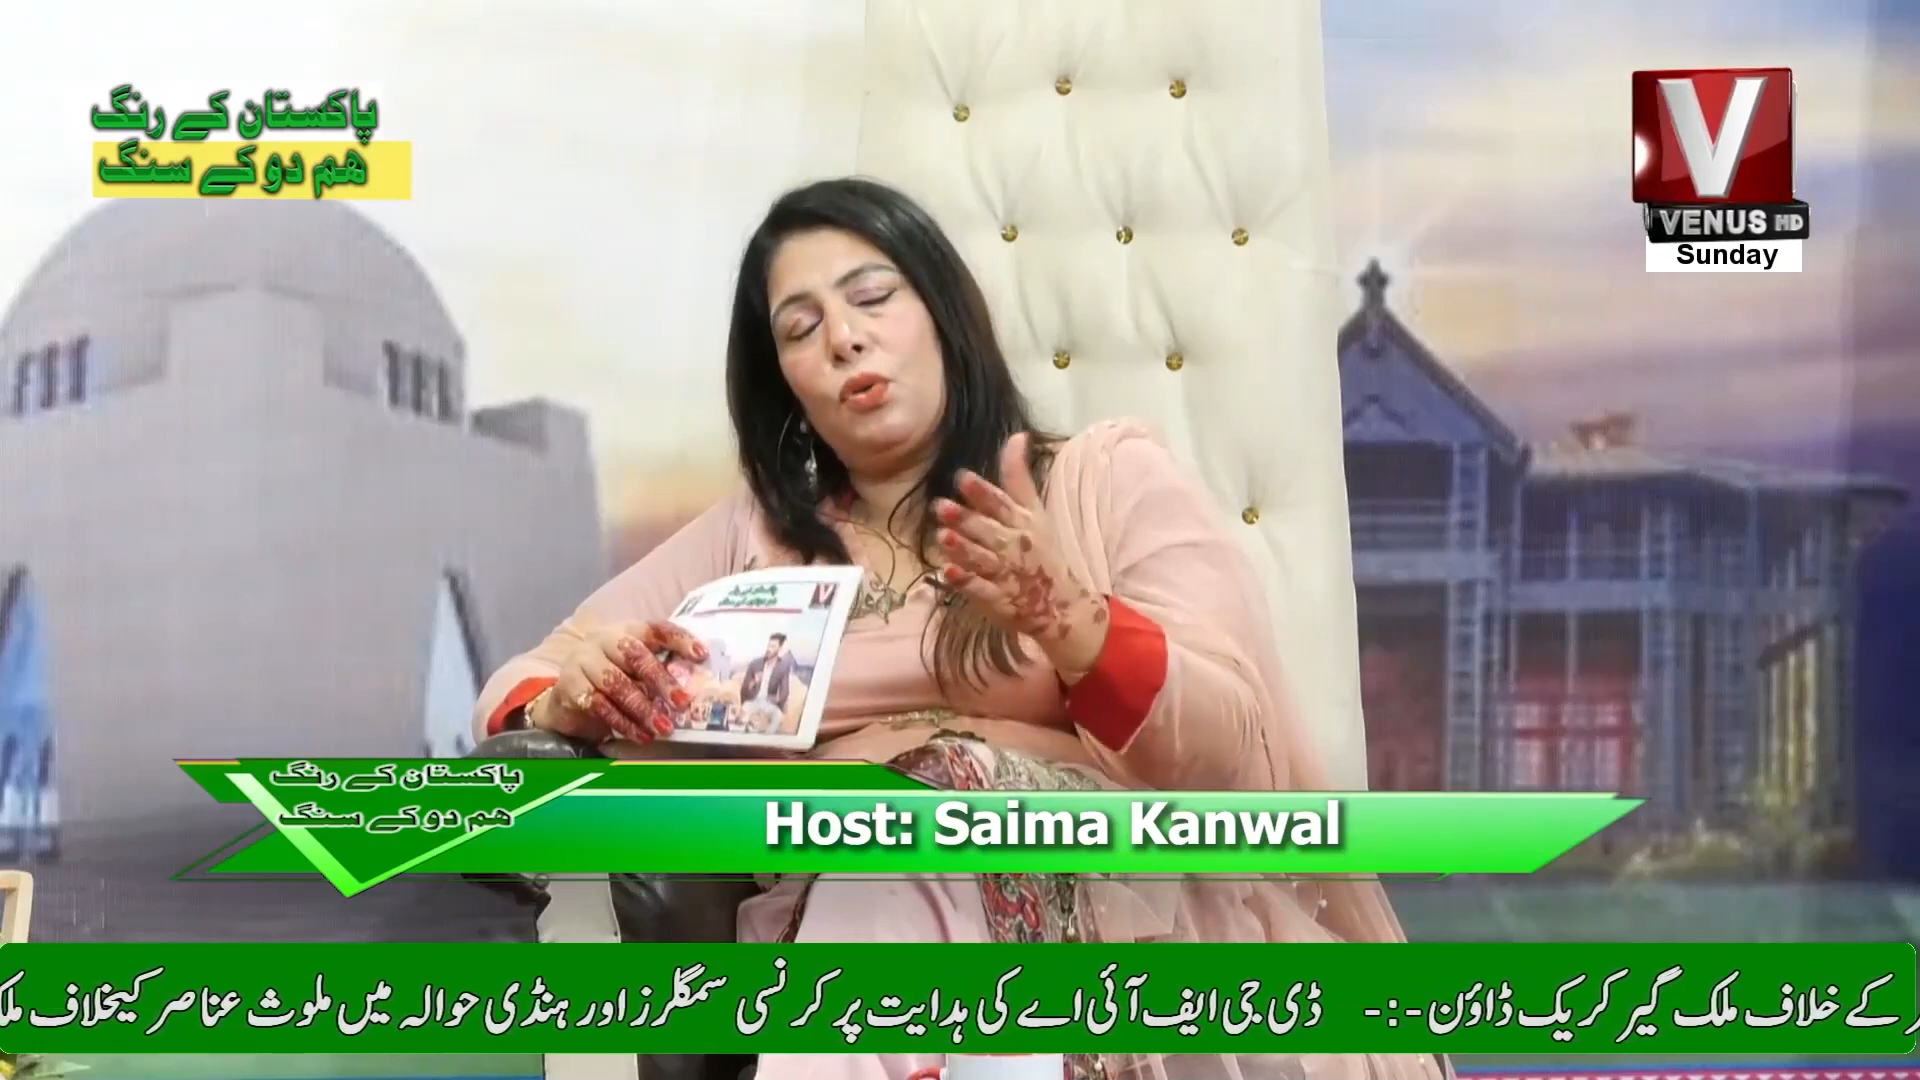 پاکستان کے رنگ
ھم دو کے سنگ
V
VENUS HD
Sunday
پاکستان کے رنگ
ھم دو کے سنگ
Host: Saima Kanwal
کے خلاف ملک گیر کریک ڈاؤن -:- ڈی جی ایف آئی اے کی ہدایت پر کرنسی سمگلرز اور ہنڈی حوالہ میں ملوث عناصر کیخلاف